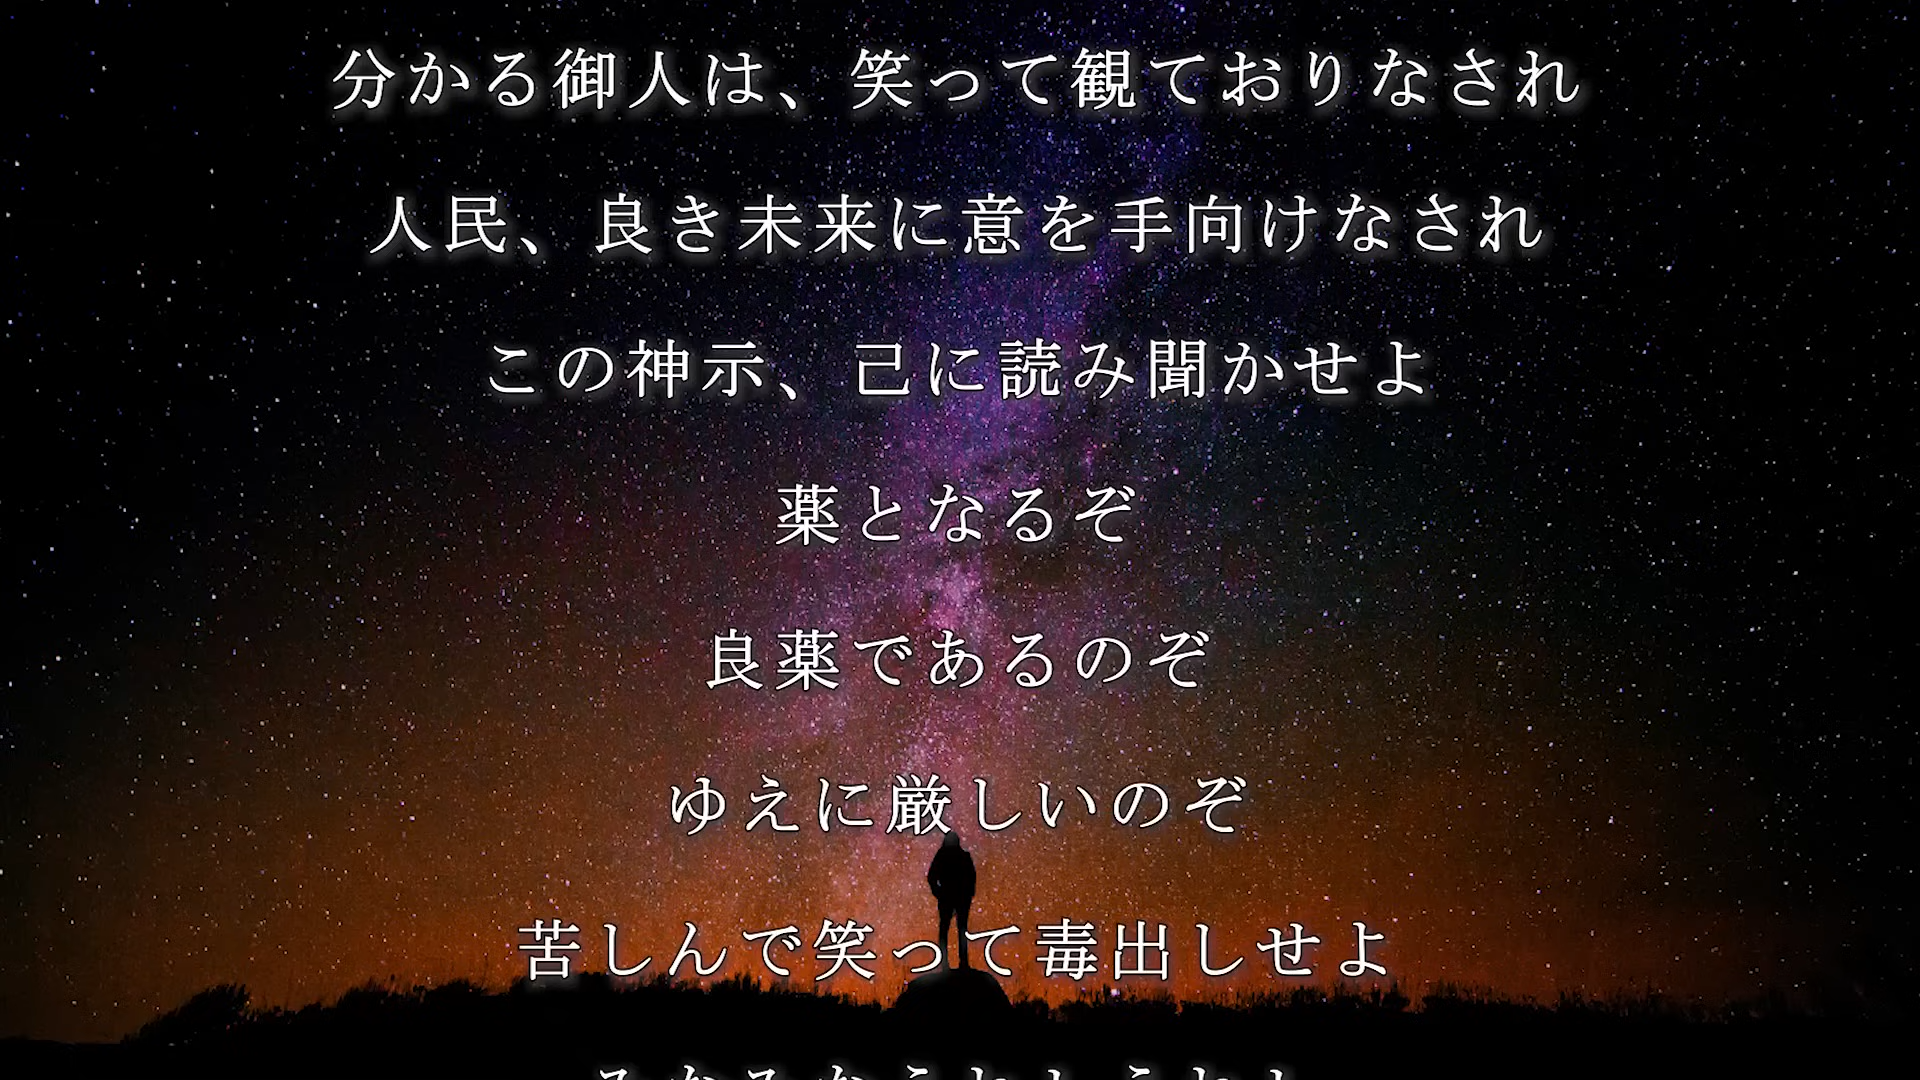 分かる御人は、笑って観ておりなされ
人民、良き未来に意を手向けなされ
この神示、己に読み聞かせよ
薬となるぞ
良薬であるのぞ
ゆえに厳しいのぞ
苦しんで笑って毒出しせよ